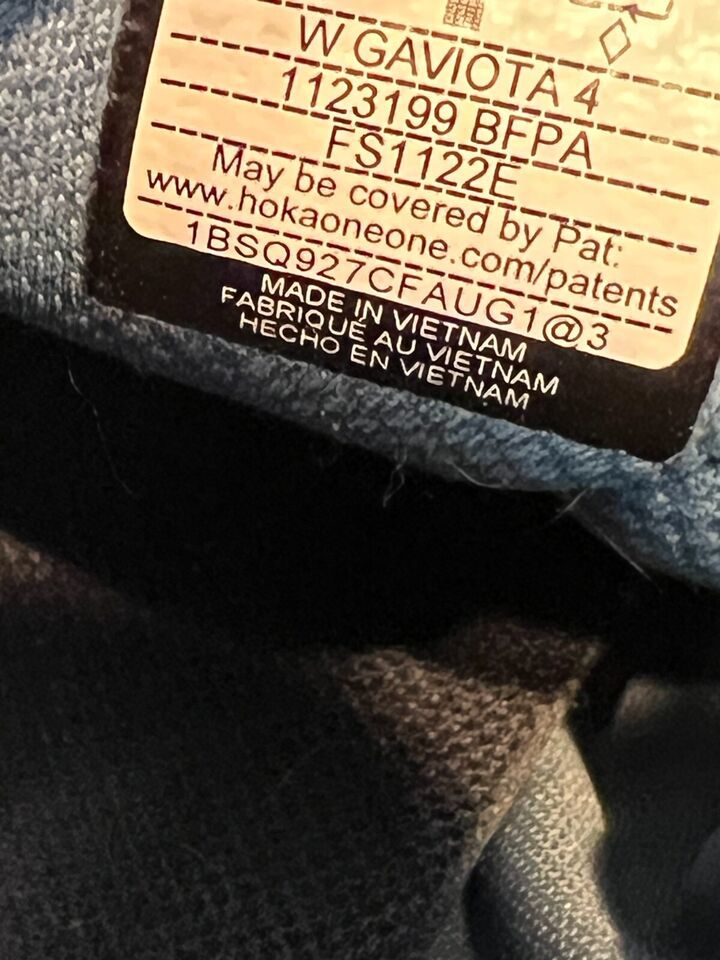 W GAVIOTA 4
1123199 BFPA
FS1122E
May be covered by Pat:
www.hokaoneone.com/patents
1BSQ927CFAUG1@3
MADE IN VIETNAM
FABRIQUÉ AU VIETNAM
HECHO EN VIETNAM